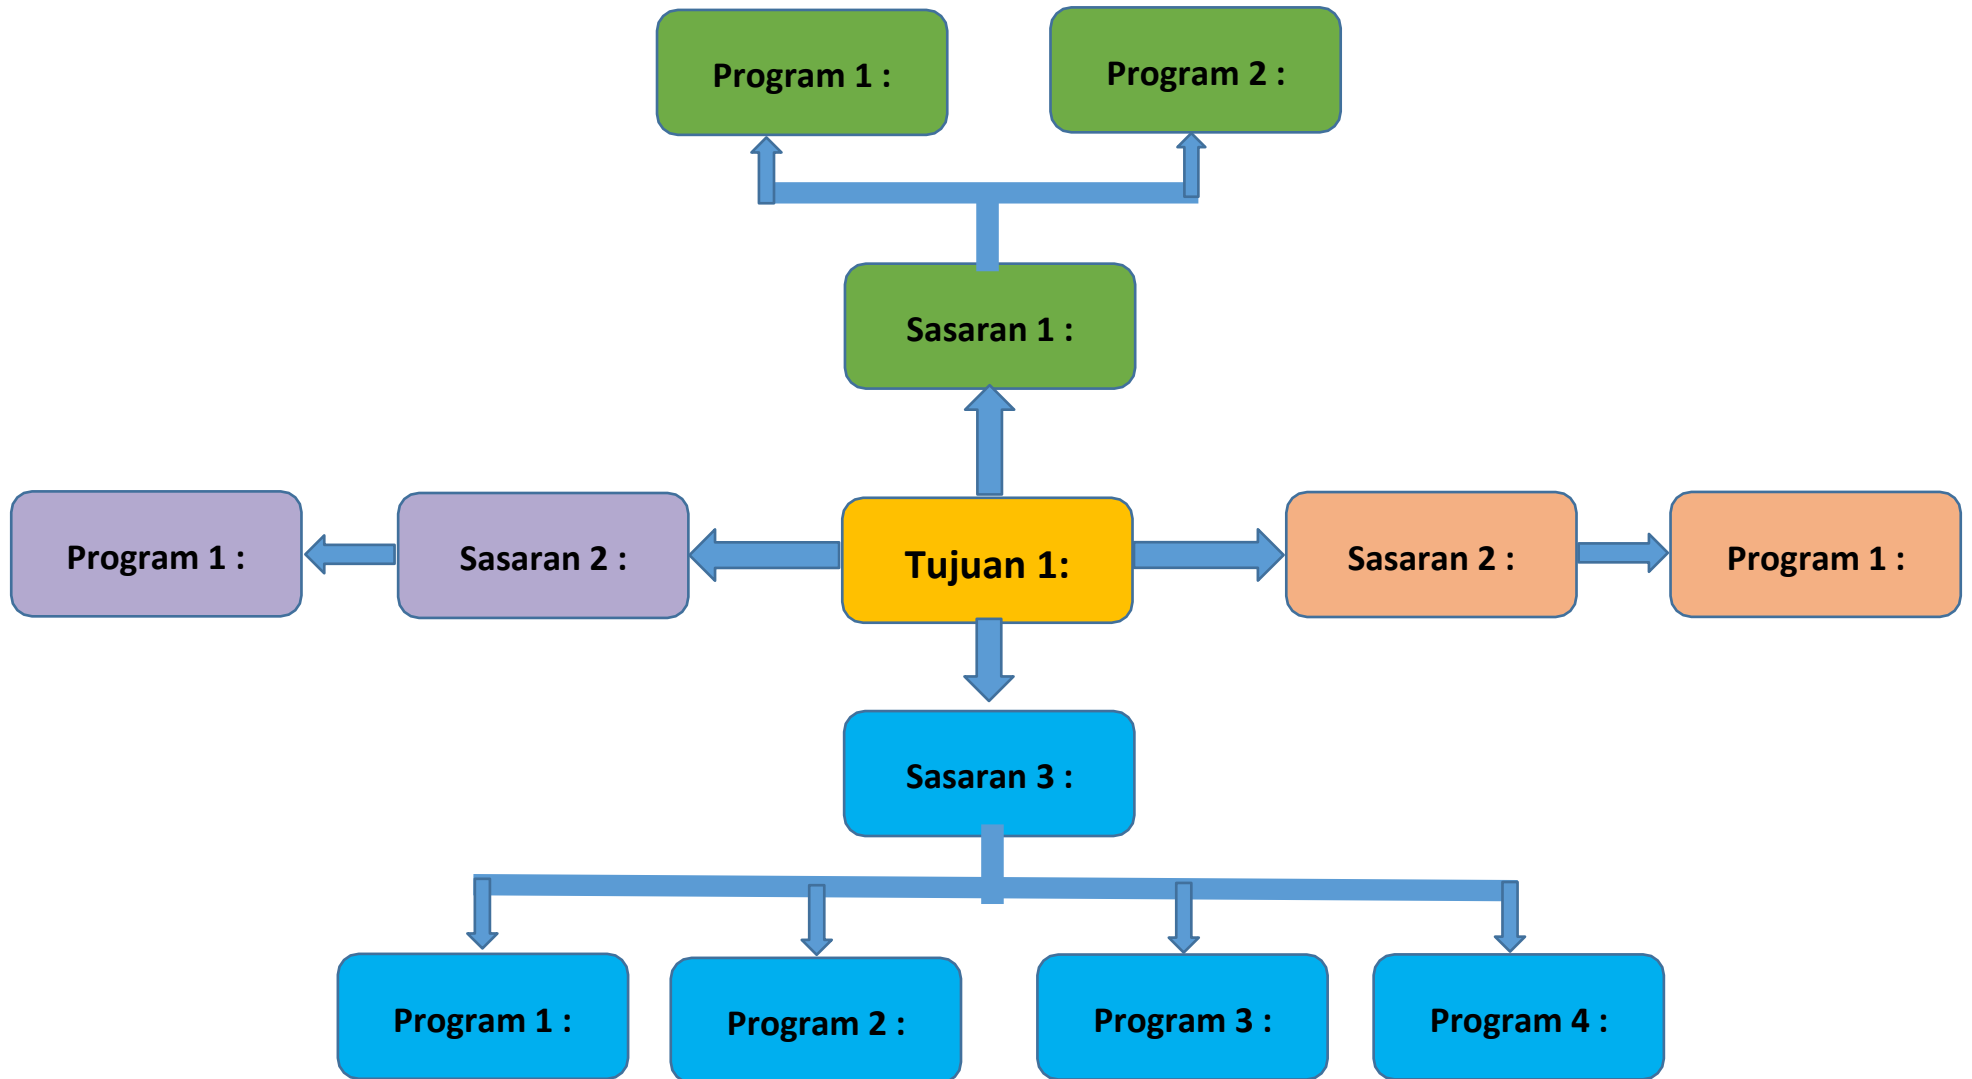 Program 1 :
Program 2 :
Sasaran 1 :
Program 1 :
Sasaran 2 :
Tujuan 1:
Sasaran 2 :
Program 1 :
Sasaran 3 :
Program 1 :
Program 2 :
Program 3 :
Program 4 :